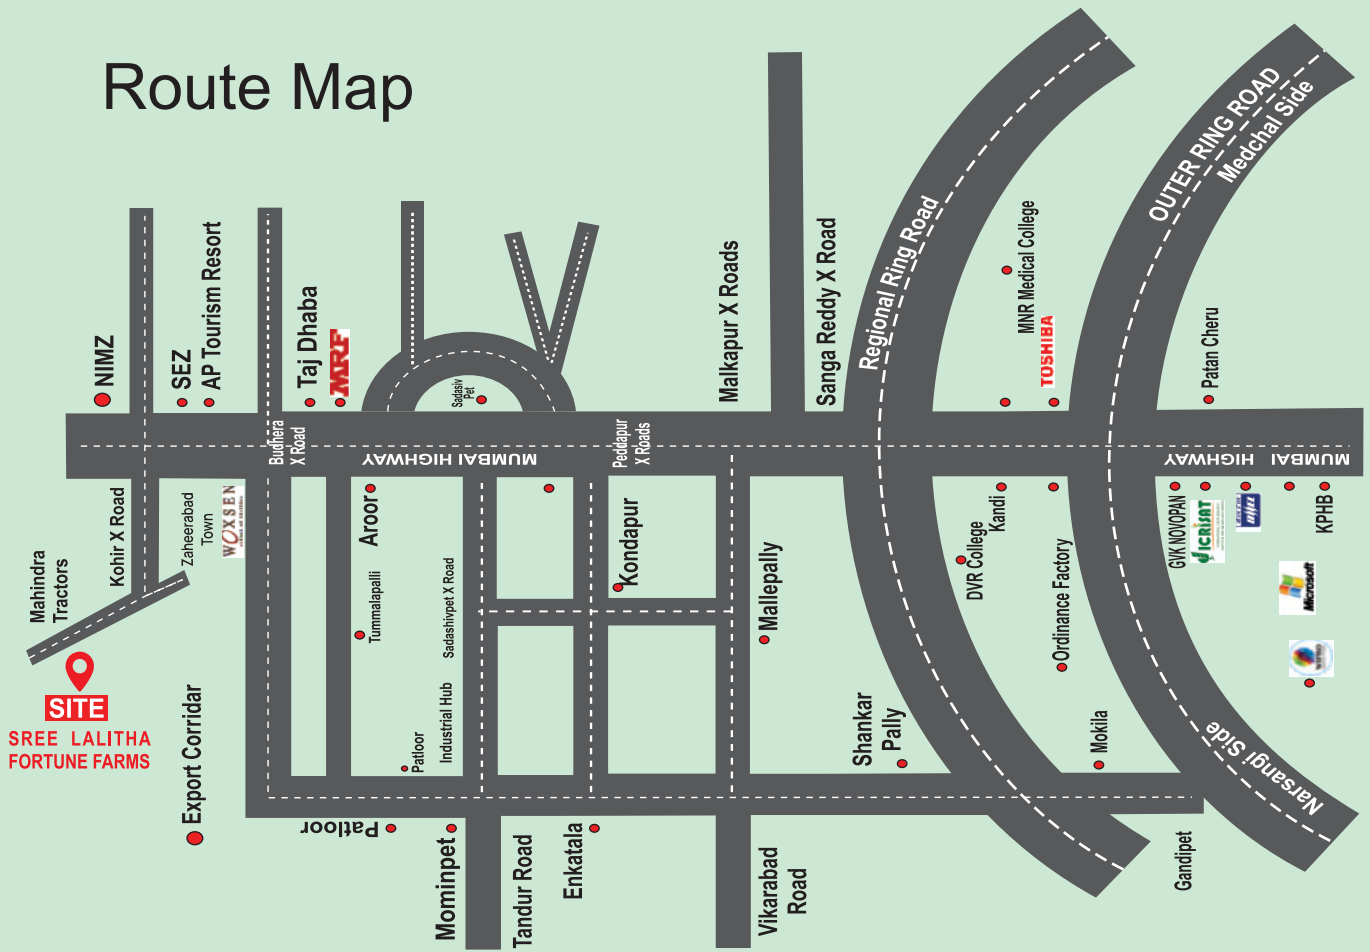 Route Map
NIMZ
SEZ
AP Tourism Resort
Taj Dhaba
MRF
Sadasiv
Pet
Malkapur X Roads
Sanga Reddy X Road
Regional Ring Road
MNR Medical College
TOSHIBA
OUTER RING ROAD
Medchal Side
Patan Cheru
Budhera
X Road
MUMBAI HIGHWAY
Peddapur
X Roads
MUMBAI HIGHWAY
Mahindra
Tractors
Kohir X Road
Zaheerabad
Town
WOXSEN
Aroor
Tummalapalli
Sadashivpet X Road
Industrial Hub
Patloor
Kondapur
Mallepally
Shankar
Pally
DVR College
Kandi
Ordinance Factory
Mokila
GVK NOVOPAN
ICRISAT
KPHB
Microsoft
WIPRO
Narsangi Side
SITE
SREE LALITHA
FORTUNE FARMS
Export Corridar
Patloor
Mominpet
Tandur Road
Enkatala
Vikarabad
Road
Gandipet